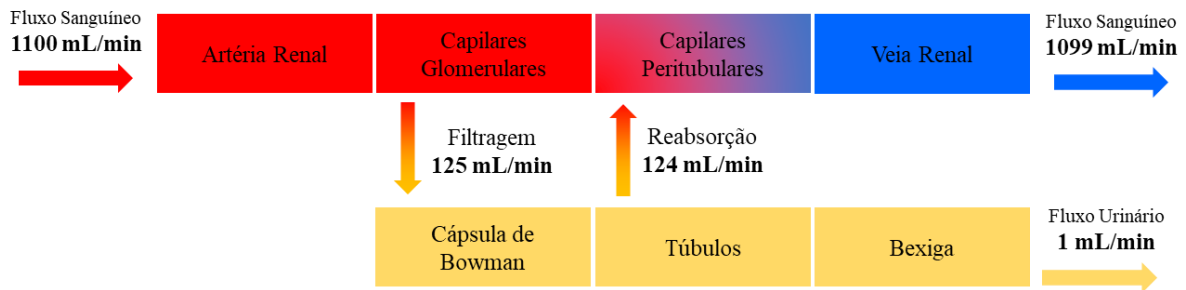 Fluxo Sanguíneo
1100 mL/min
Artéria Renal
Capilares
Glomerulares
Capilares
Peritubulares
Veia Renal
Fluxo Sanguíneo
1099 mL/min
Filtragem
125 mL/min
Reabsorção
124 mL/min
Cápsula de
Bowman
Túbulos
Bexiga
Fluxo Urinário
1 mL/min